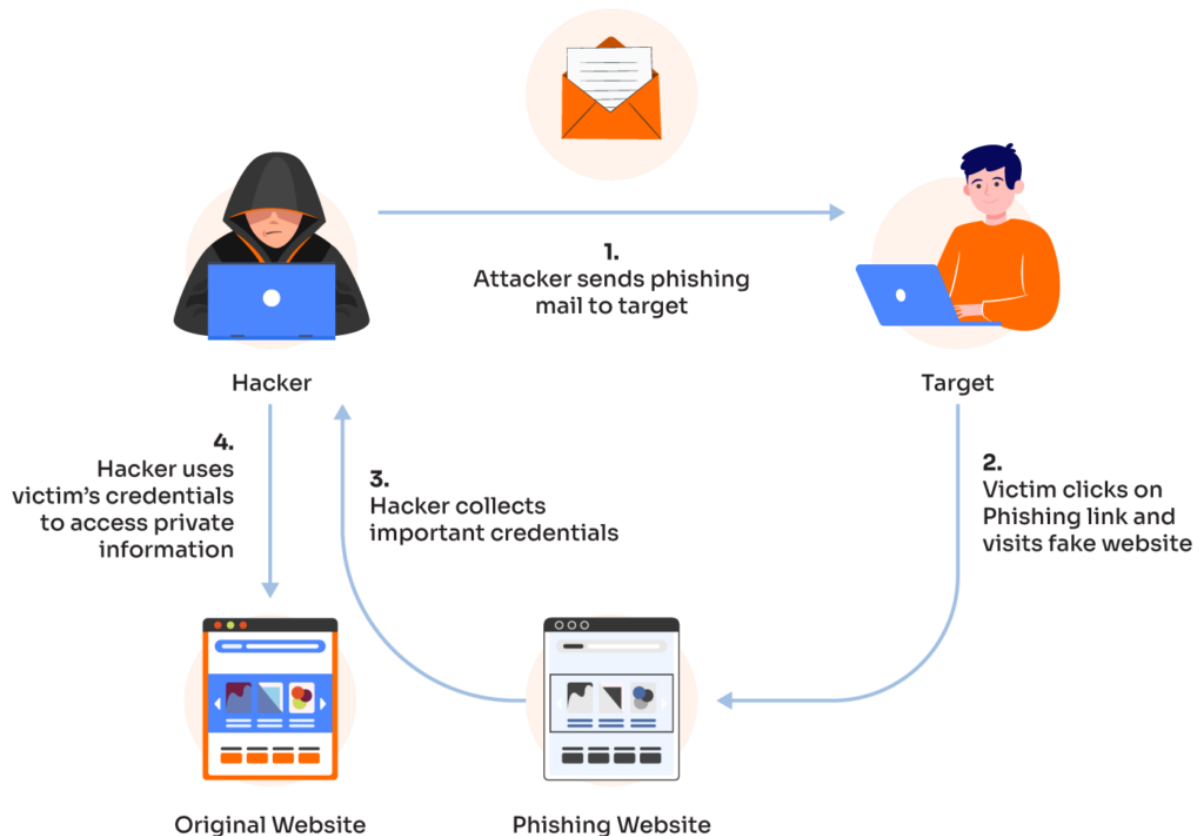 1.
Attacker sends phishing
mail to target
Hacker
Target
4.
Hacker uses
victim's credentials
to access private
information
3.
Hacker collects
important credentials
2.
Victim clicks on
Phishing link and
visits fake website
Original Website
Phishing Website